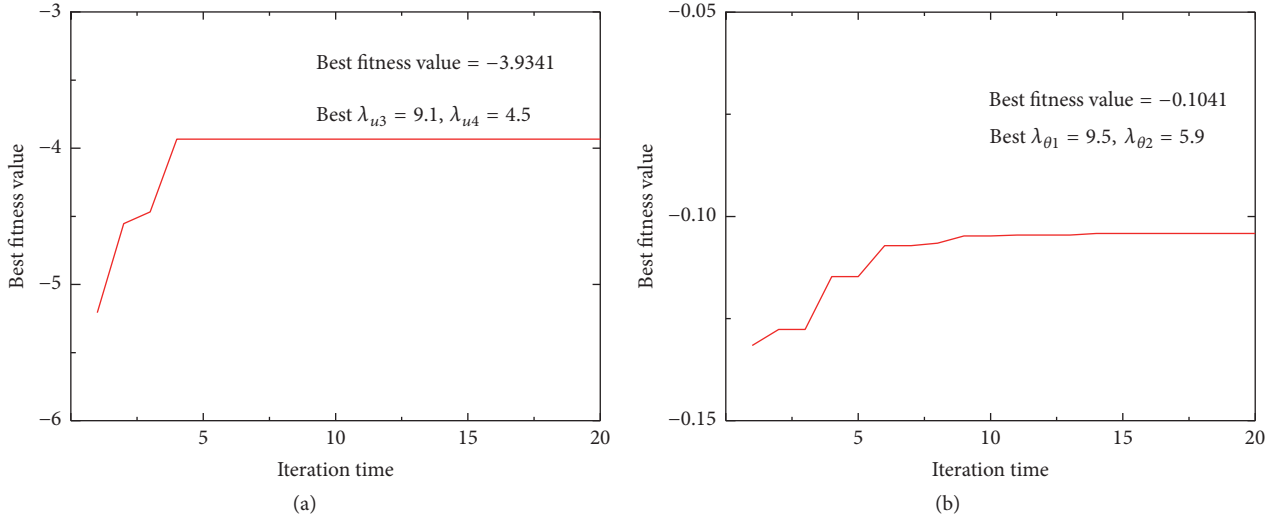 −3
−4
−5
−6
Best fitness value
Best fitness value = −3.9341
Best λu3 = 9.1, λu4 = 4.5
5
10
15
20
Iteration time
(a)
−0.05
−0.10
−0.15
Best fitness value
Best fitness value = −0.1041
Best λθ1 = 9.5, λθ2 = 5.9
5
10
15
20
Iteration time
(b)